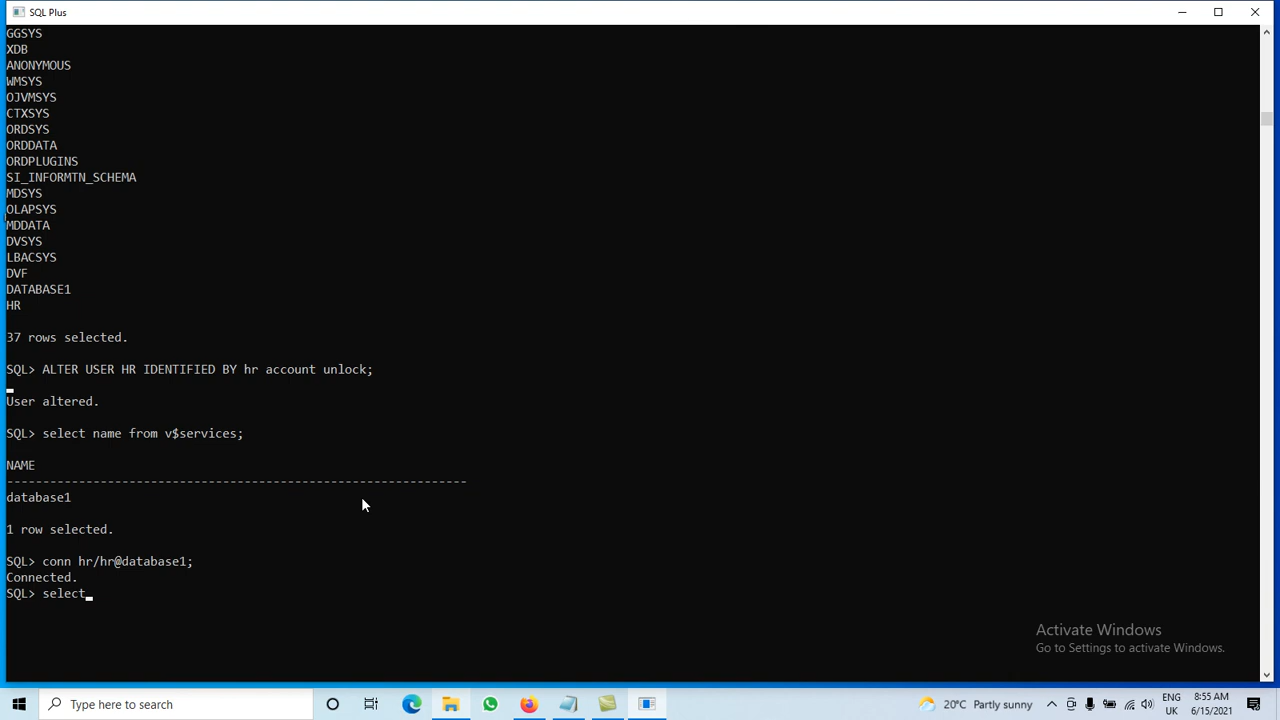 SQL Plus
GGSYS
XDB
ANONYMOUS
WMSYS
OJVMSYS
CTXSYS
ORDSYS
ORDDATA
ORDPLUGINS
SI_INFORMTN_SCHEMA
MDSYS
OLAPSYS
MDDATA
DVSYS
LBACSYS
DVF
DATABASE1
HR
37 rows selected.
SQL> ALTER USER HR IDENTIFIED BY hr account unlock;
User altered.
SQL> select name from v$services;
NAME
----------------------------------------------------------------
database1
1 row selected.
SQL> conn hr/hr@database1;
Connected.
SQL> select
Activate Windows
Go to Settings to activate Windows.
Type here to search
20°C Partly sunny
ENG
UK
8:55 AM
6/15/2021